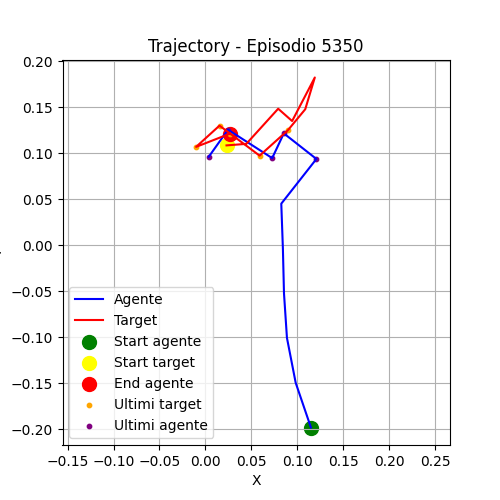 Trajectory - Episodio 5350
0.20
0.15
0.10
0.05
0.00
−0.05
−0.10
−0.15
−0.20
Agente
Target
Start agente
Start target
End agente
Ultimi target
Ultimi agente
−0.15 −0.10 −0.05 0.00 0.05 0.10 0.15 0.20 0.25
X